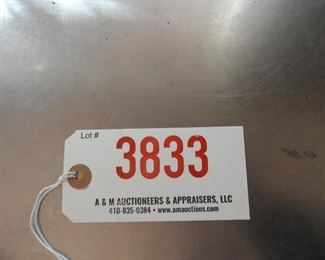 Lot #
3833
A & M AUCTIONEERS & APPRAISERS, LLC
410-835-0384 • www.amauctions.com